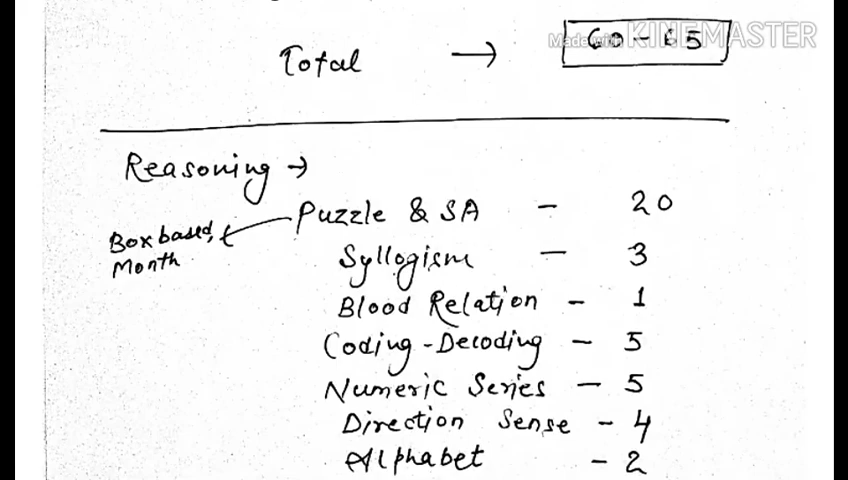 Total → 60 - 65
Made with KINEMASTER
Reasoning →
Puzzle & SA - 20
Box based,
Month
Syllogism - 3
Blood Relation - 1
Coding-Decoding - 5
Numeric Series - 5
Direction Sense - 4
Alphabet - 2